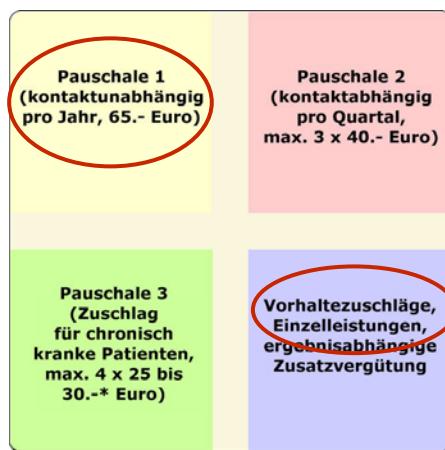 Pauschale 1
(kontaktunabhängig
pro Jahr, 65.- Euro)
Pauschale 2
(kontaktabhängig
pro Quartal,
max. 3 x 40.- Euro)
Pauschale 3
(Zuschlag
für chronisch
kranke Patienten,
max. 4 x 25 bis
30.-* Euro)
Vorhaltezuschläge,
Einzelleistungen,
ergebnisabhängige
Zusatzvergütung